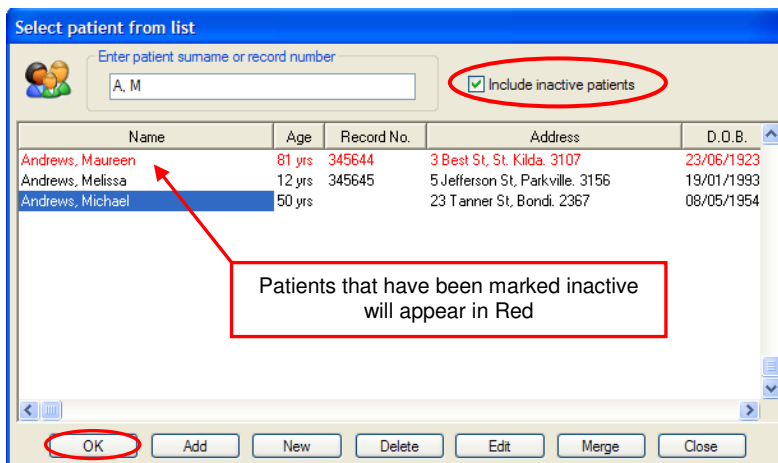 Select patient from list
Enter patient surname or record number
A, M
Include inactive patients
Name Age Record No. Address D.O.B.
Andrews, Maureen 81 yrs 345644 3 Best St, St. Kilda. 3107 23/06/1923
Andrews, Melissa 12 yrs 345645 5 Jefferson St, Parkville. 3156 19/01/1993
Andrews, Michael 50 yrs 23 Tanner St, Bondi. 2367 08/05/1954
Patients that have been marked inactive
will appear in Red
OK Add New Delete Edit Merge Close